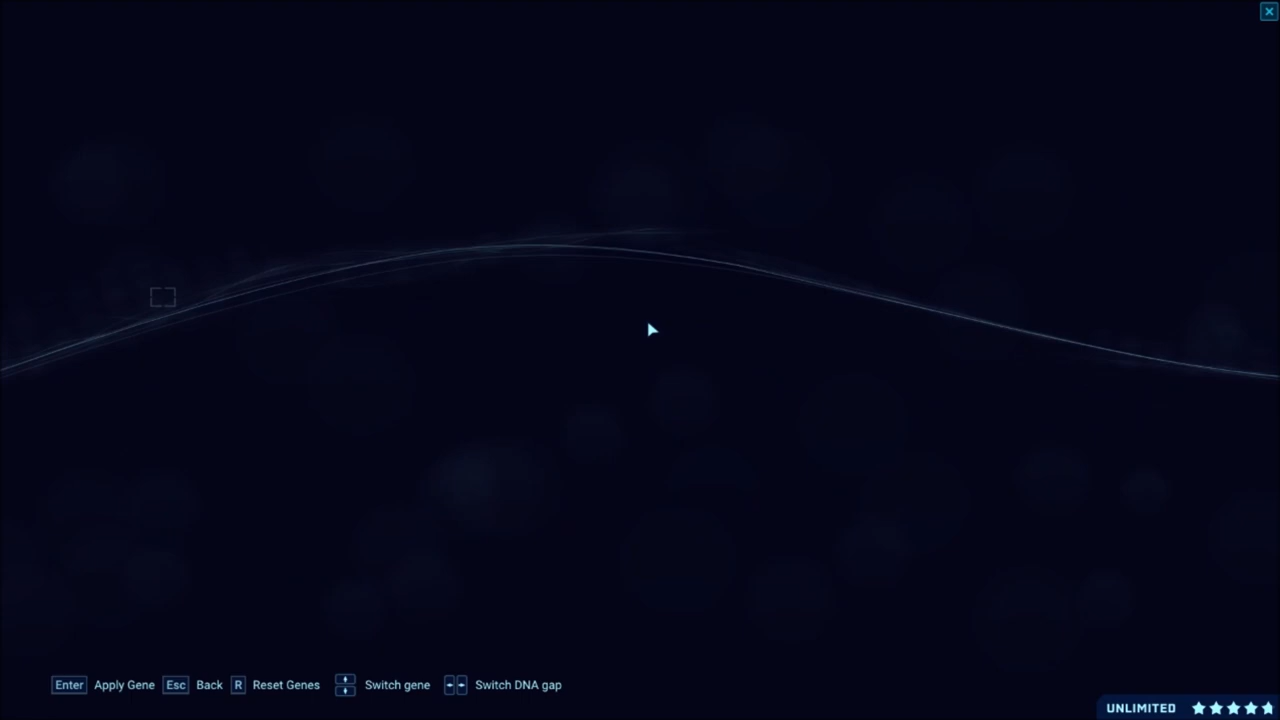 Enter Apply Gene Esc Back R Reset Genes Switch gene Switch DNA gap
UNLIMITED